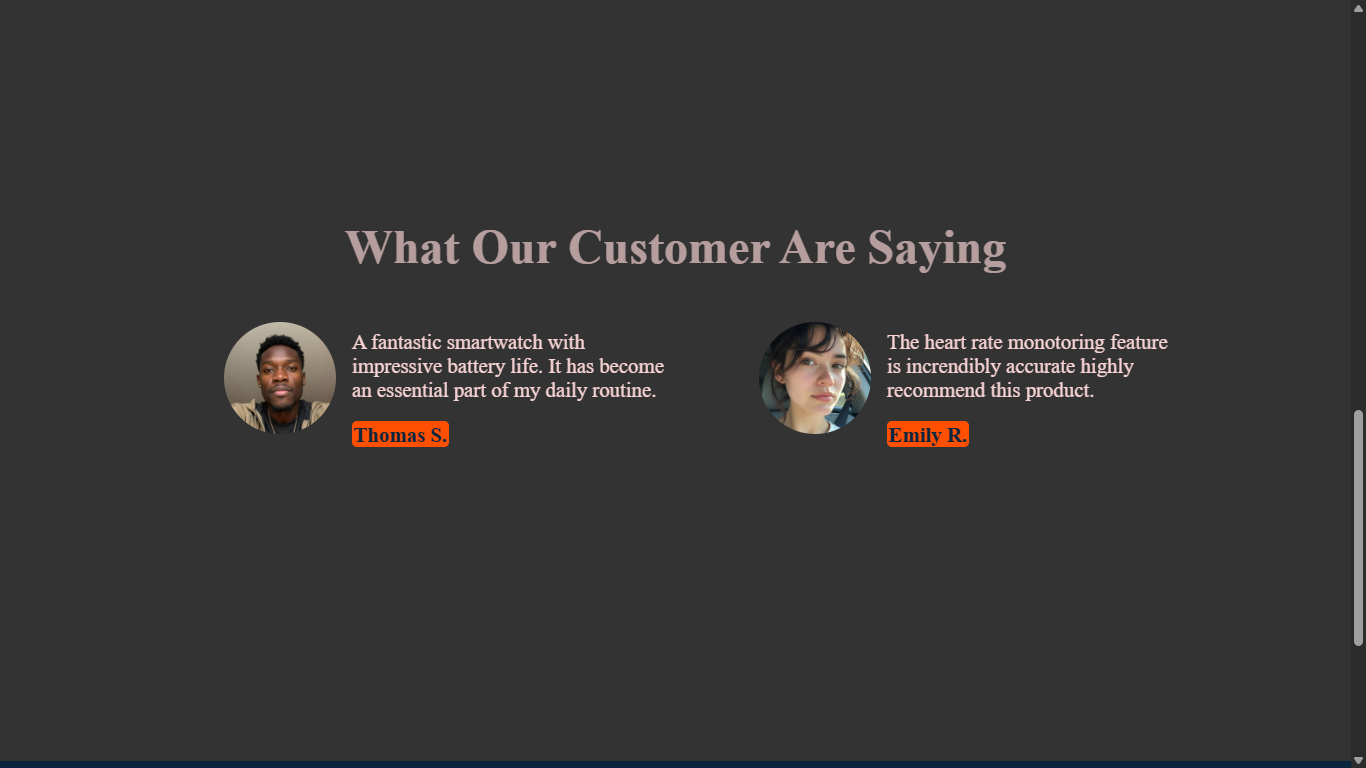 What Our Customer Are Saying
A fantastic smartwatch with
impressive battery life. It has become
an essential part of my daily routine.
Thomas S.
The heart rate monotoring feature
is increndibly accurate highly
recommend this product.
Emily R.